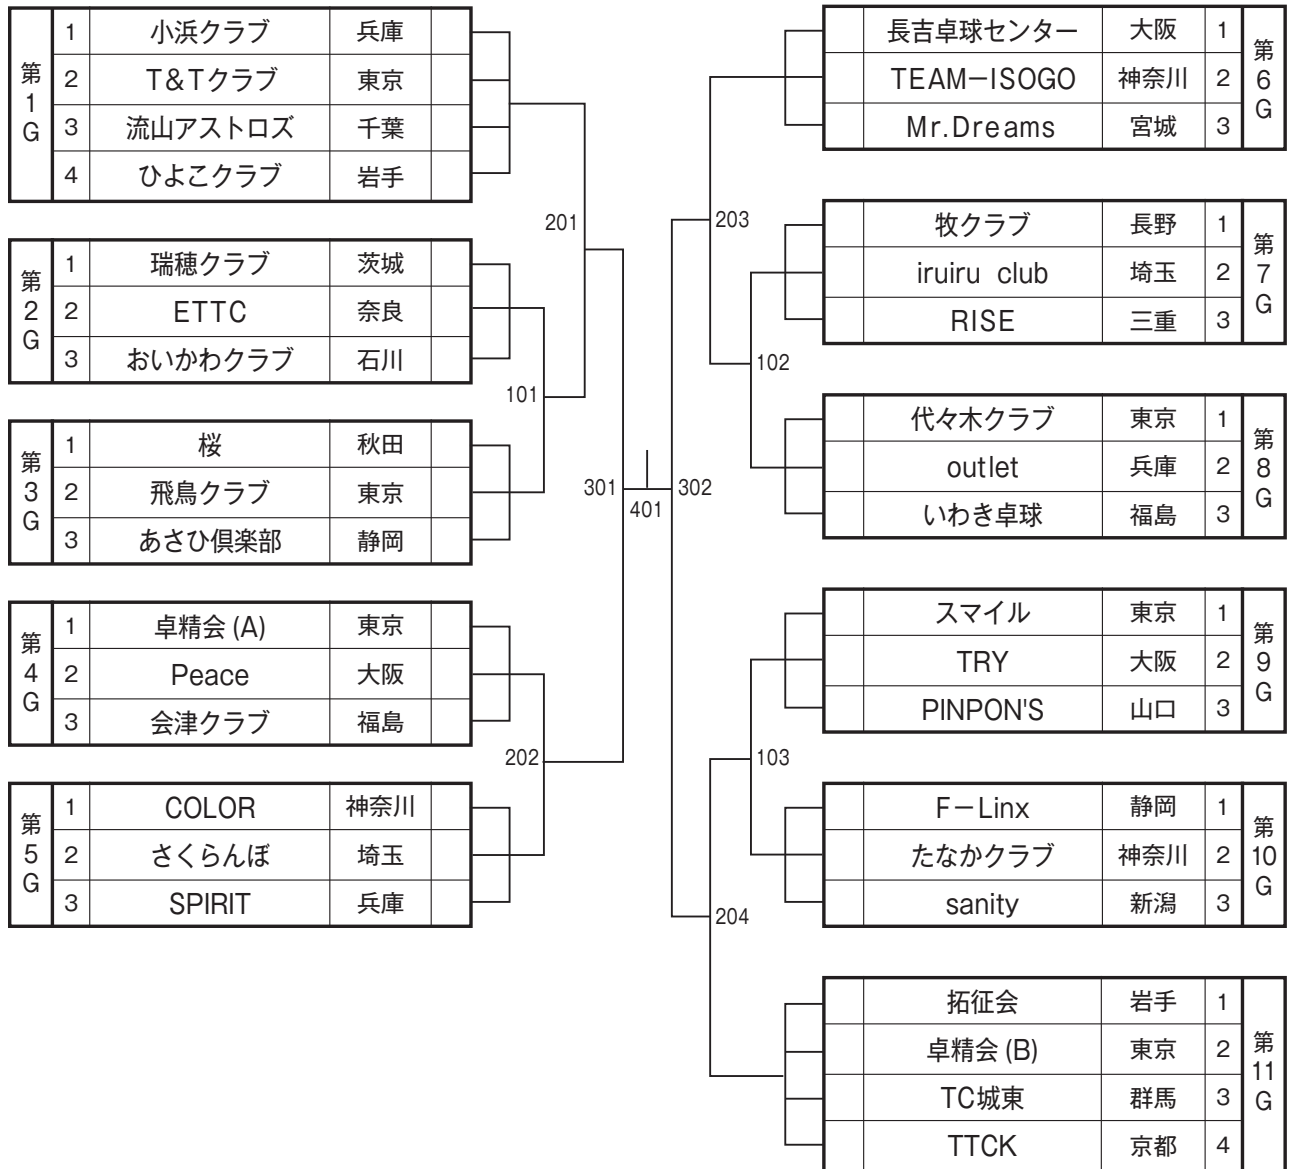 第1G
1 小浜クラブ 兵庫
2 T&Tクラブ 東京
3 流山アストロズ 千葉
4 ひよこクラブ 岩手
第2G
1 瑞穂クラブ 茨城
2 ETTC 奈良
3 おいかわクラブ 石川
第3G
1 桜 秋田
2 飛鳥クラブ 東京
3 あさひ倶楽部 静岡
第4G
1 卓精会(A) 東京
2 Peace 大阪
3 会津クラブ 福島
第5G
1 COLOR 神奈川
2 さくらんぼ 埼玉
3 SPIRIT 兵庫
201
101
301
202
401
302
203
102
103
204
長吉卓球センター 大阪 1
TEAM－ISOGO 神奈川 2
Mr.Dreams 宮城 3
第6G
牧クラブ 長野 1
iruiru club 埼玉 2
RISE 三重 3
第7G
代々木クラブ 東京 1
outlet 兵庫 2
いわき卓球 福島 3
第8G
スマイル 東京 1
TRY 大阪 2
PINPON'S 山口 3
第9G
F－Linx 静岡 1
たなかクラブ 神奈川 2
sanity 新潟 3
第10G
拓征会 岩手 1
卓精会(B) 東京 2
TC城東 群馬 3
TTCK 京都 4
第11G